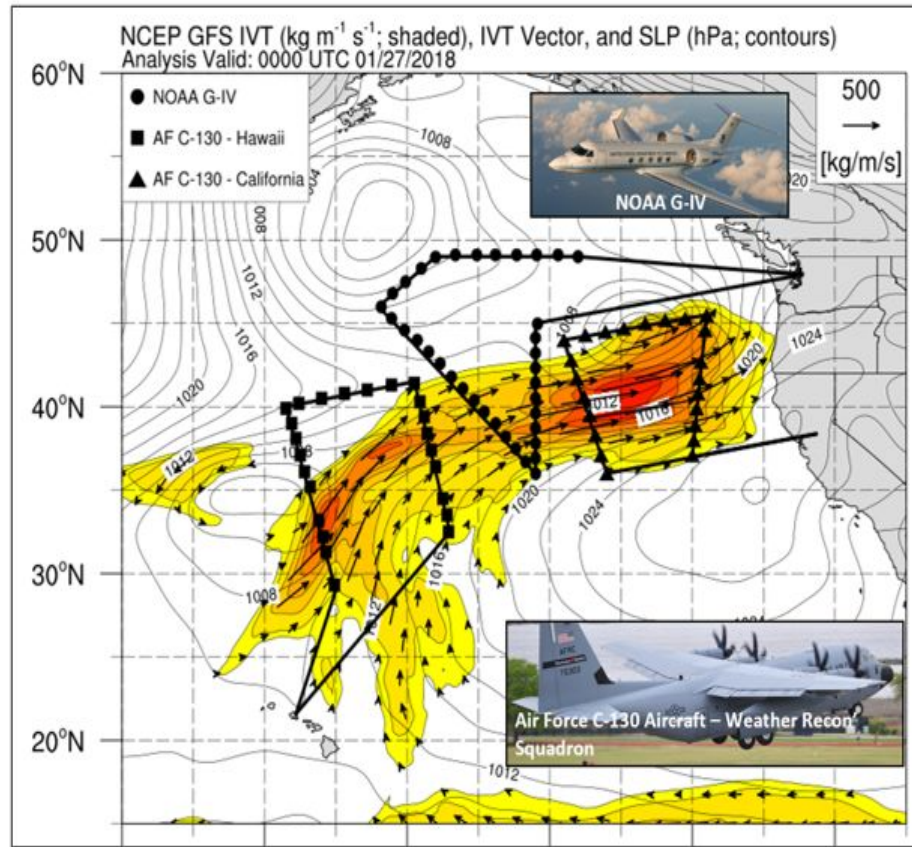 NCEP GFS IVT (kg m⁻¹ s⁻¹; shaded), IVT Vector, and SLP (hPa; contours)
Analysis Valid: 0000 UTC 01/27/2018
60°N
NOAA G-IV
AF C-130 - Hawaii
AF C-130 - California
500
[kg/m/s]
NOAA G-IV
1008
1020
50°N
1008
1012
1016
1008
1024
1020
1020
40°N
1012
1016
1008
1012
1020
1024
1016
30°N
1008
1012
AFRC
Air Force C-130 Aircraft – Weather Recon
Squadron
20°N
1012